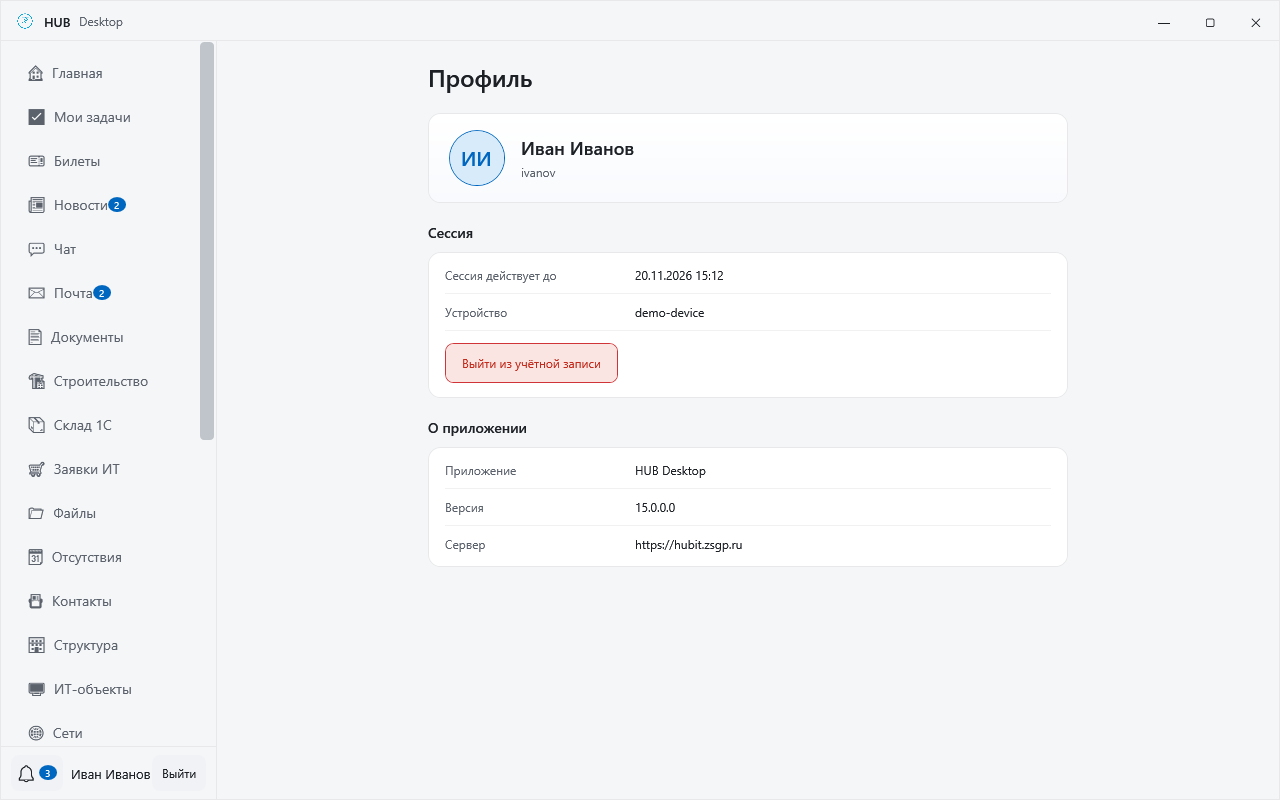 HUB Desktop
Главная
Мои задачи
Билеты
Новости 2
Чат
Почта 2
Документы
Строительство
Склад 1С
Заявки ИТ
Файлы
31 Отсутствия
Контакты
Структура
ИТ-объекты
Сети
3 Иван Иванов Выйти
Профиль
ИИ
Иван Иванов
ivanov
Сессия
Сессия действует до 20.11.2026 15:12
Устройство demo-device
Выйти из учётной записи
О приложении
Приложение HUB Desktop
Версия 15.0.0.0
Сервер https://hubit.zsgp.ru